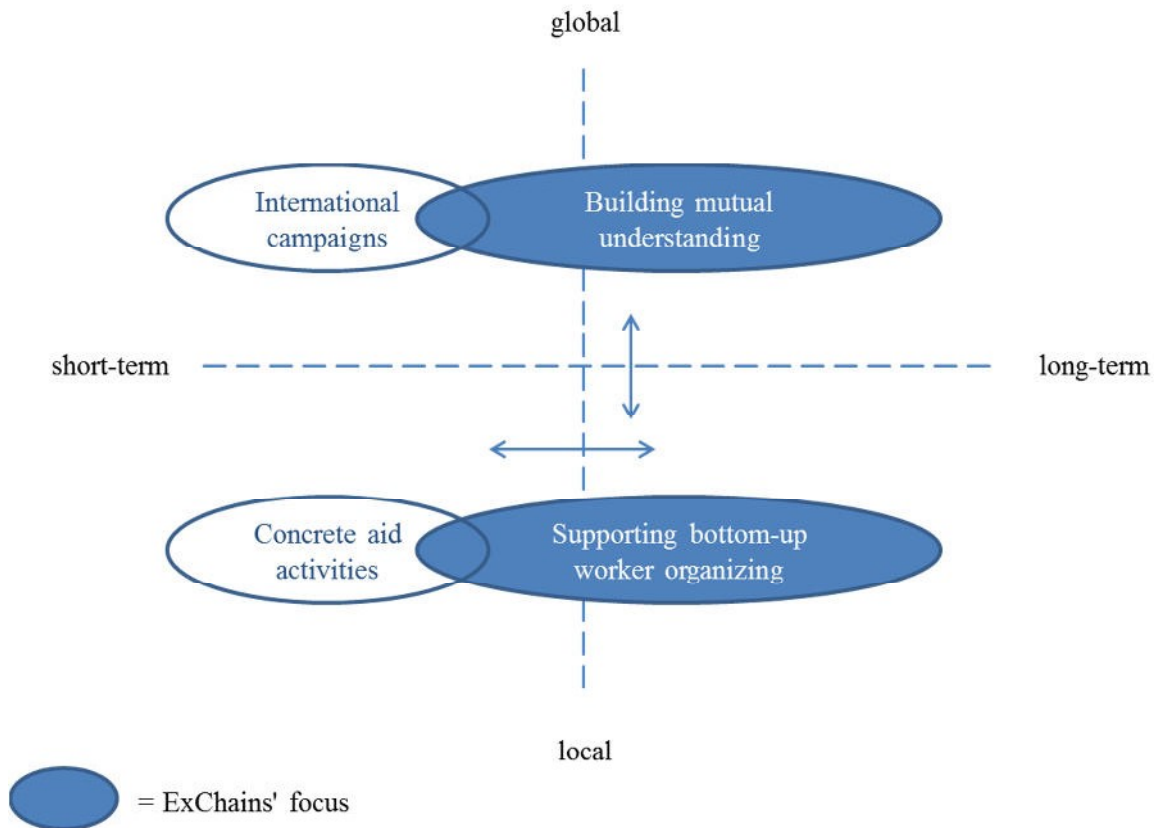 global
International
campaigns
Building mutual
understanding
short-term
long-term
Concrete aid
activities
Supporting bottom-up
worker organizing
local
= ExChains' focus